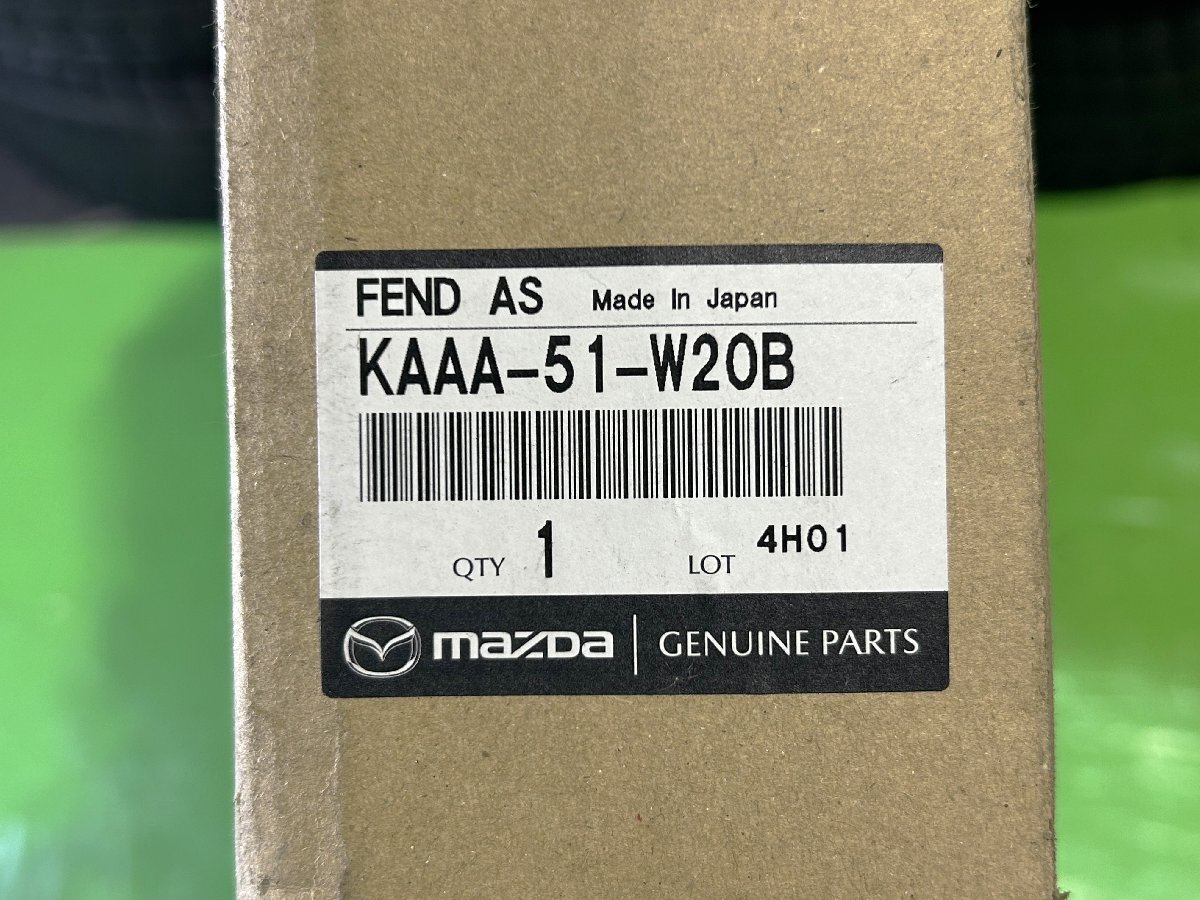 FEND AS Made In Japan
KAAA-51-W20B
QTY 1 LOT 4H01
mazda GENUINE PARTS